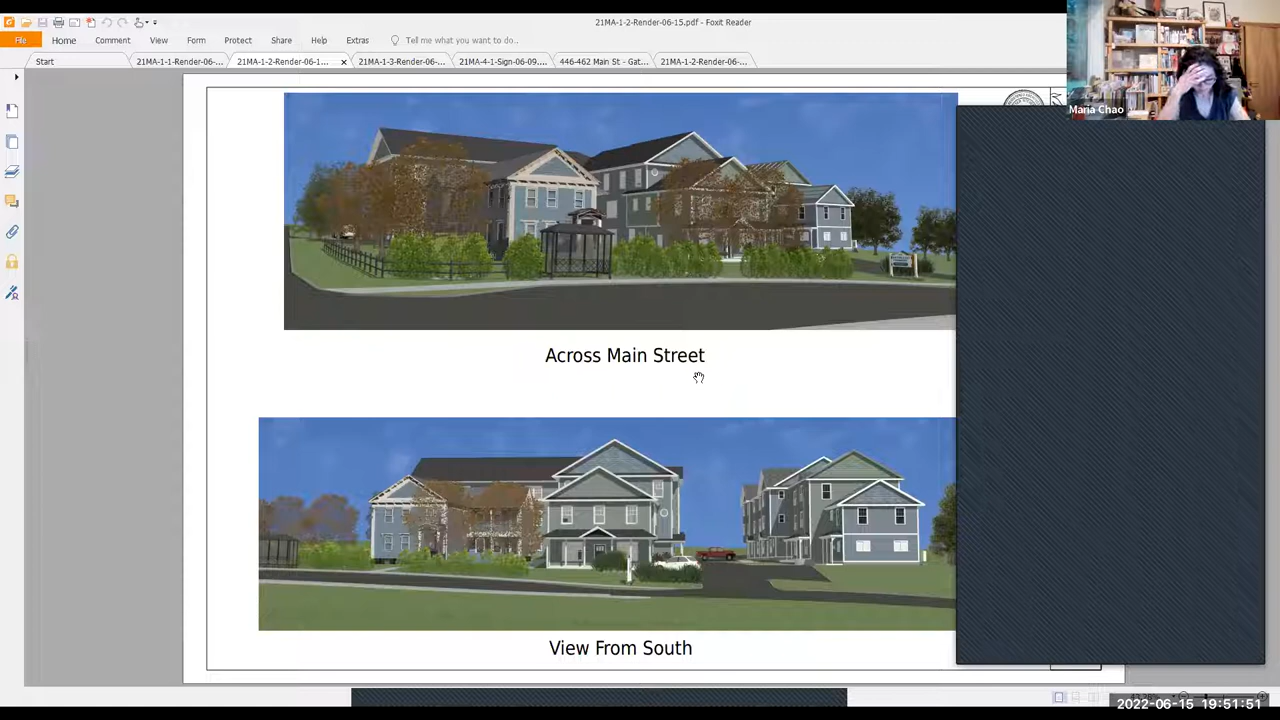 21MA-1-2-Render-06-15.pdf - Foxit Reader
File Home Comment View Form Protect Share Help Extras Tell me what you want to do...
Start 21MA-1-1-Render-06-... 21MA-1-2-Render-06-1... 21MA-1-3-Render-06-... 21MA-4-1-Sign-06-09.... 446-462 Main St - Gat... 21MA-1-2-Render-06-...
Maria Chao
Across Main Street
View From South
2022-06-15 19:51:51